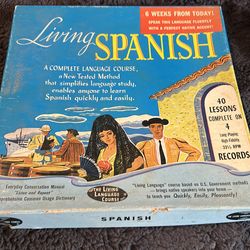 6 WEEKS FROM TODAY!
SPEAK THIS LANGUAGE FLUENTLY
WITH A PERFECT NATIVE ACCENT!
Living SPANISH
A COMPLETE LANGUAGE COURSE,
a New Tested Method
that simplifies language study,
enables anyone to learn
Spanish quickly and easily.
40
LESSONS
COMPLETE ON
4
Long Playing
High-Fidelity
33⅓ RPM
RECORDS
Everyday Conversation Manual
"Listen and Repeat"
Comprehensive Common Usage Dictionary
THE LIVING
LANGUAGE
COURSE
"Living Language" course based on U.S. Government method
brings native speakers into your home
to teach you Quickly, Easily, Pleasantly!
SPANISH